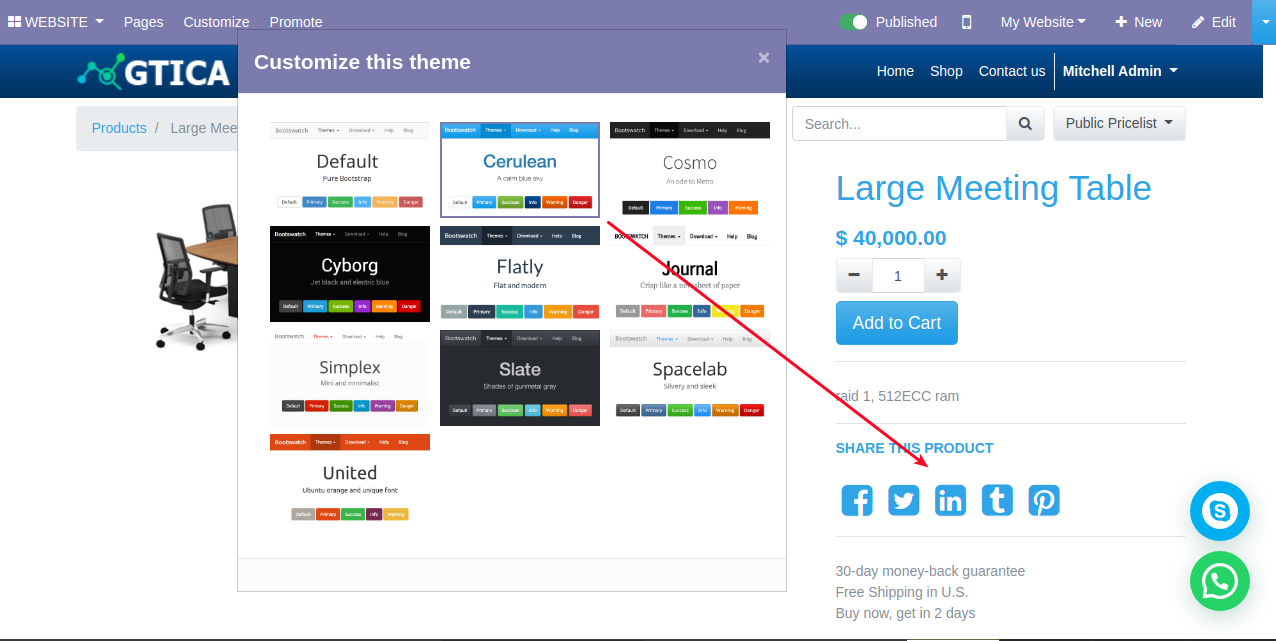 WEBSITE Pages Customize Promote Published My Website New Edit
GTICA
Home Shop Contact us Mitchell Admin
Customize this theme ×
Products / Large Mee
Search...
Public Pricelist
Bootswatch Themes Download Help Blog
Default
Pure Bootstrap
Default Primary Success Info Warning Danger
Bootswatch Themes Download Help Blog
Cerulean
A calm blue sky
Default Primary Success Info Warning Danger
Bootswatch Themes Download Help Blog
Cosmo
An ode to Metro
Default Primary Success Info Warning
Bootswatch Themes Download Help Blog
Cyborg
Jet black and electric blue
Default Primary Success Info Warning Danger
Bootswatch Themes Download Help Blog
Flatly
Flat and modern
Default Primary Success Info Warning Danger
BOOTSWATCH Themes Download Help Blog
Journal
Crisp like a new sheet of paper
Default Primary Success Info Warning Danger
Bootswatch Themes Download Help Blog
Simplex
Mini and minimalist
Default Primary Success Info Warning Danger
Bootswatch Themes Download Help Blog
Slate
Shades of gunmetal gray
Default Primary Success Info Warning Danger
Bootswatch Themes Download Help Blog
Spacelab
Silvery and sleek
Default Primary Success Info Warning Danger
Bootswatch Themes Download Help Blog
United
Ubuntu orange and unique font
Default Primary Success Info Warning
Large Meeting Table
$ 40,000.00
− 1 +
Add to Cart
raid 1, 512ECC ram
SHARE THIS PRODUCT
30-day money-back guarantee
Free Shipping in U.S.
Buy now, get in 2 days